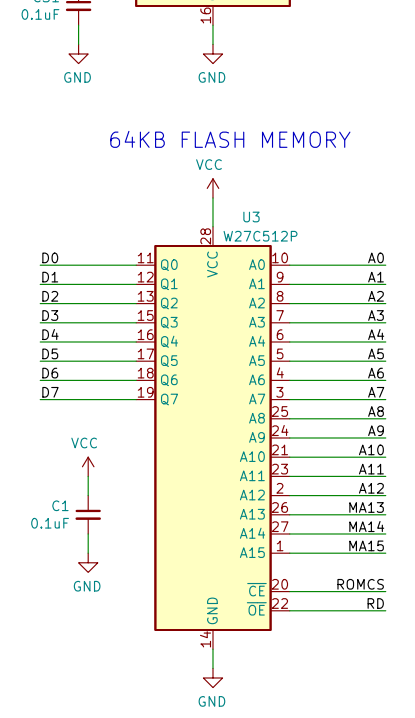 0.1uF
16
GND
GND
64KB FLASH MEMORY
VCC
U3
W27C512P
28
VCC
D0 11 Q0 A0 10 A0
D1 12 Q1 A1 9 A1
D2 13 Q2 A2 8 A2
D3 15 Q3 A3 7 A3
D4 16 Q4 A4 6 A4
D5 17 Q5 A5 5 A5
D6 18 Q6 A6 4 A6
D7 19 Q7 A7 3 A7
A8 25 A8
A9 24 A9
VCC
A10 21 A10
A11 23 A11
A12 2 A12
C1
A13 26 MA13
0.1uF
A14 27 MA14
A15 1 MA15
GND
CE 20 ROMCS
OE 22 RD
GND
14
GND